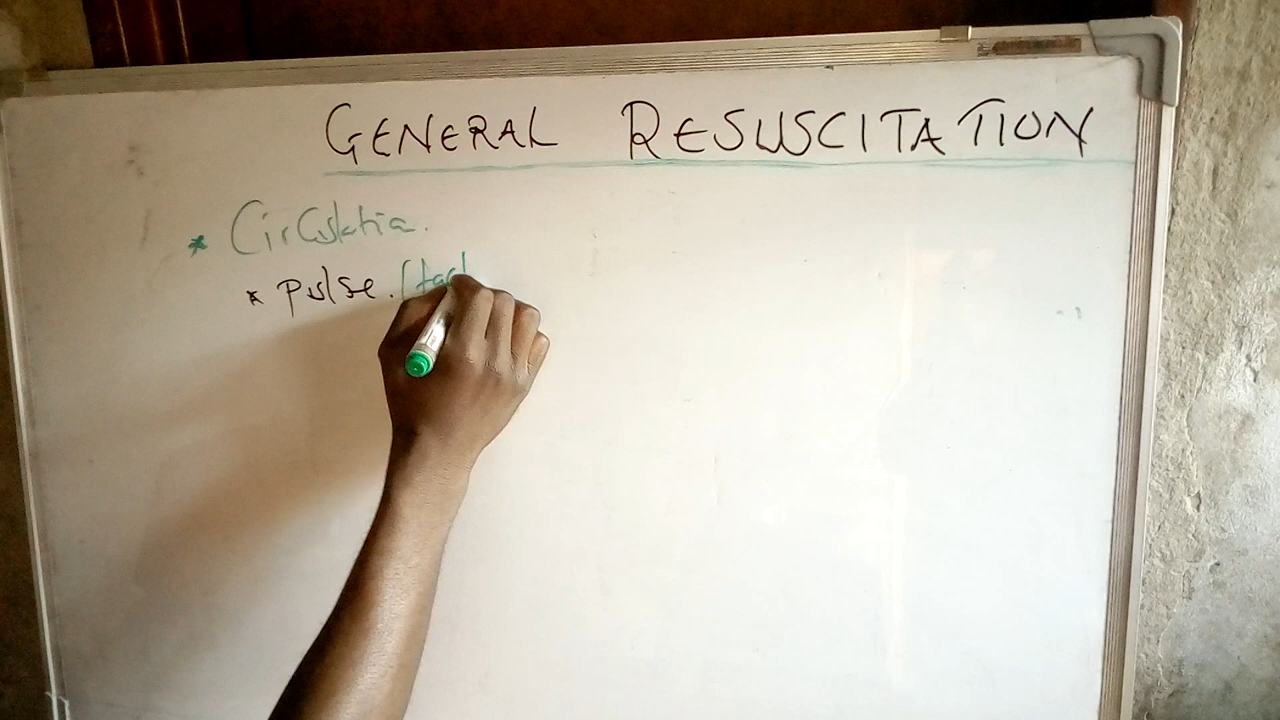 GENERAL RESUSCITATION
* Circulation.
* pulse. (